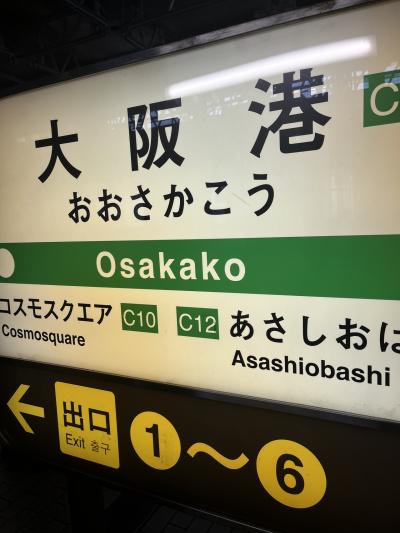 大阪港 C
おおさかこう
Osakako
コスモスクエア C10 C12 あさしおは
Cosmosquare Asashiobashi
出口 1〜6
Exit 출구